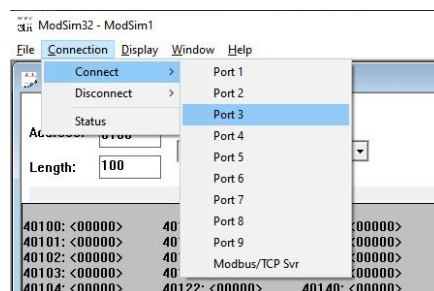 ModSim32 - ModSim1
File Connection Display Window Help
Connect > Port 1
Disconnect > Port 2
Status Port 3
Port 4
Length: 100 Port 5
Port 6
Port 7
40100: <00000> Port 8
40101: <00000> Port 9
40102: <00000> Modbus/TCP Svr
40103: <00000>
40104: <00000> 40122: <00000> 40140: <00000>